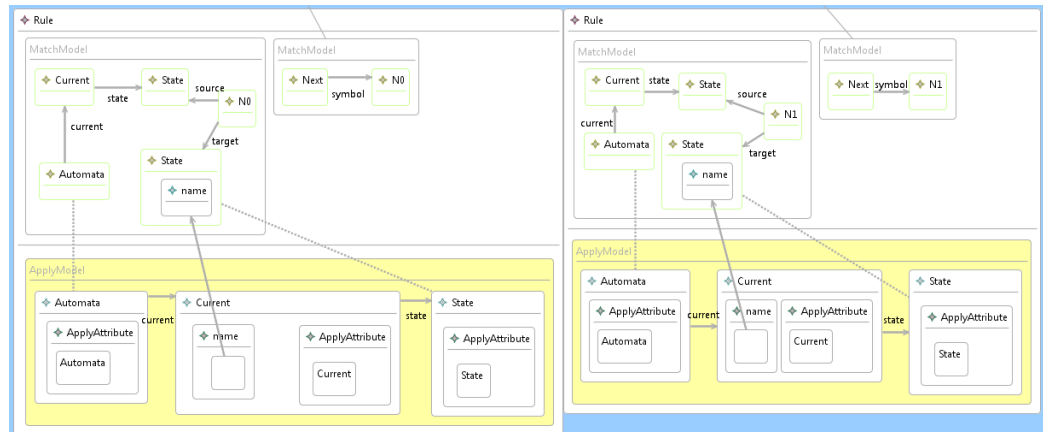 Rule
MatchModel
Current
State
state
source
N0
current
target
State
Automata
name
MatchModel
Next
N0
symbol
ApplyModel
Automata
ApplyAttribute
Automata
current
Current
name
ApplyAttribute
Current
state
State
ApplyAttribute
State
Rule
MatchModel
Current
state
State
source
N1
current
Automata
State
target
name
MatchModel
Next
symbol
N1
ApplyModel
Automata
ApplyAttribute
Automata
current
Current
name
ApplyAttribute
Current
state
State
ApplyAttribute
State